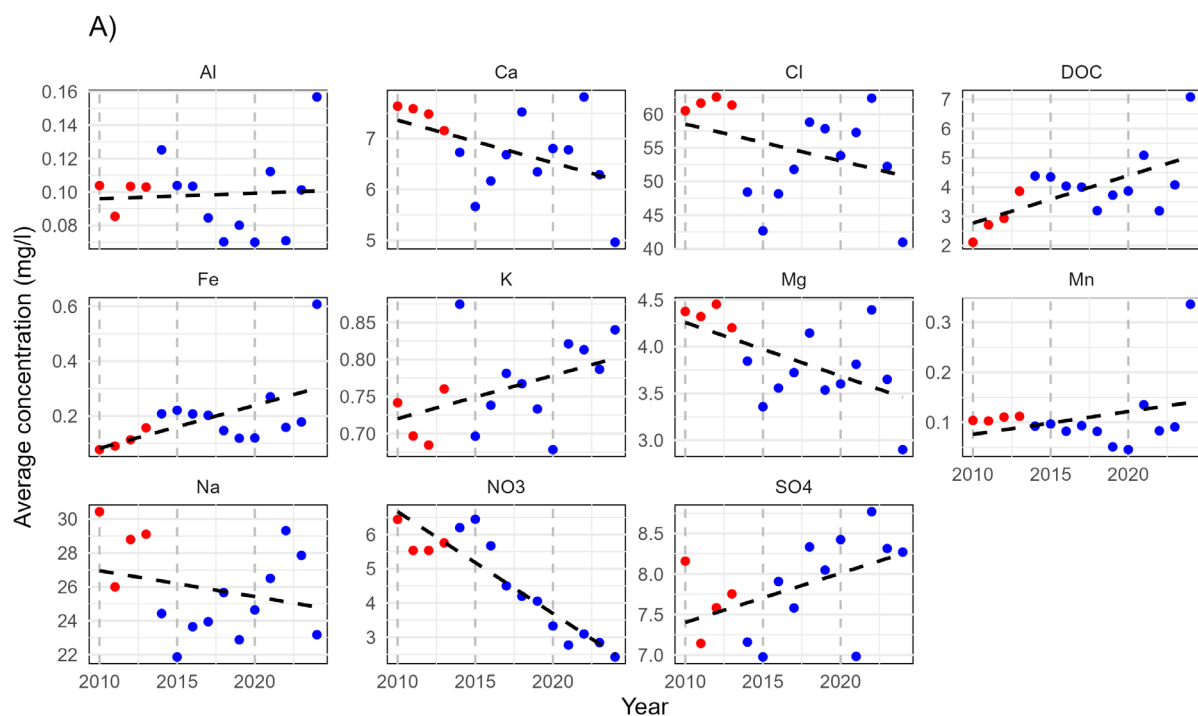 A)
Al Ca Cl DOC
0.16 0.14 0.12 0.10 0.08
7 6 5
60 55 50 45 40
7 6 5 4 3 2
Fe K Mg Mn
0.6 0.4 0.2
0.85 0.80 0.75 0.70
4.5 4.0 3.5 3.0
0.3 0.2 0.1
2010 2015 2020
Na NO3 SO4
30 28 26 24 22
6 5 4 3
8.5 8.0 7.5 7.0
2010 2015 2020 2010 2015 2020 2010 2015 2020
Average concentration (mg/l)
Year